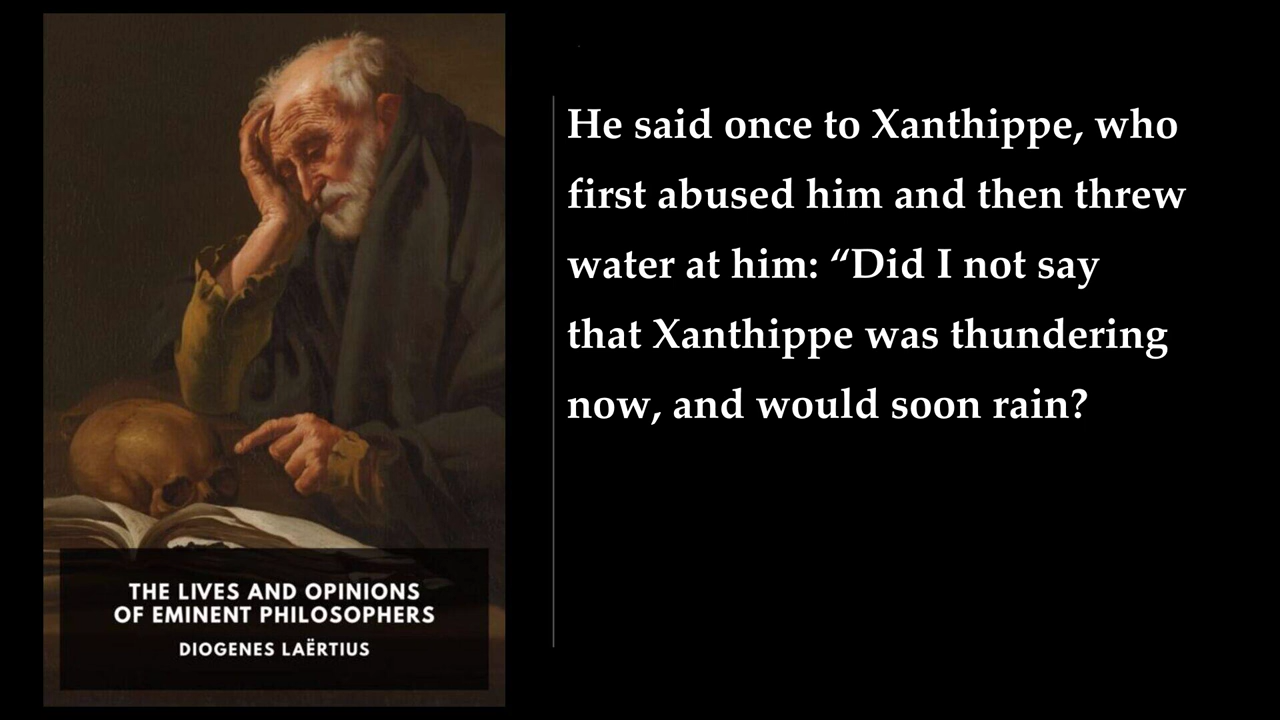 He said once to Xanthippe, who
first abused him and then threw
water at him: “Did I not say
that Xanthippe was thundering
now, and would soon rain?
THE LIVES AND OPINIONS
OF EMINENT PHILOSOPHERS
DIOGENES LAËRTIUS